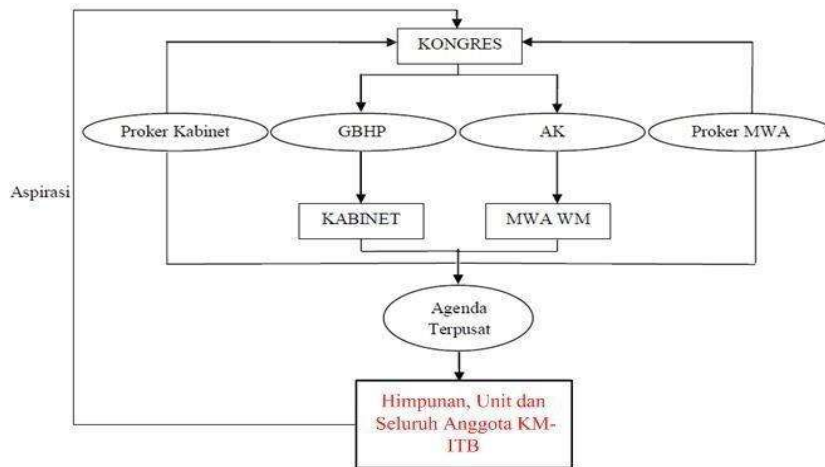 KONGRES
Proker Kabinet
GBHP
AK
Proker MWA
Aspirasi
KABINET
MWA WM
Agenda
Terpusat
Himpunan, Unit dan
Seluruh Anggota KM-
ITB